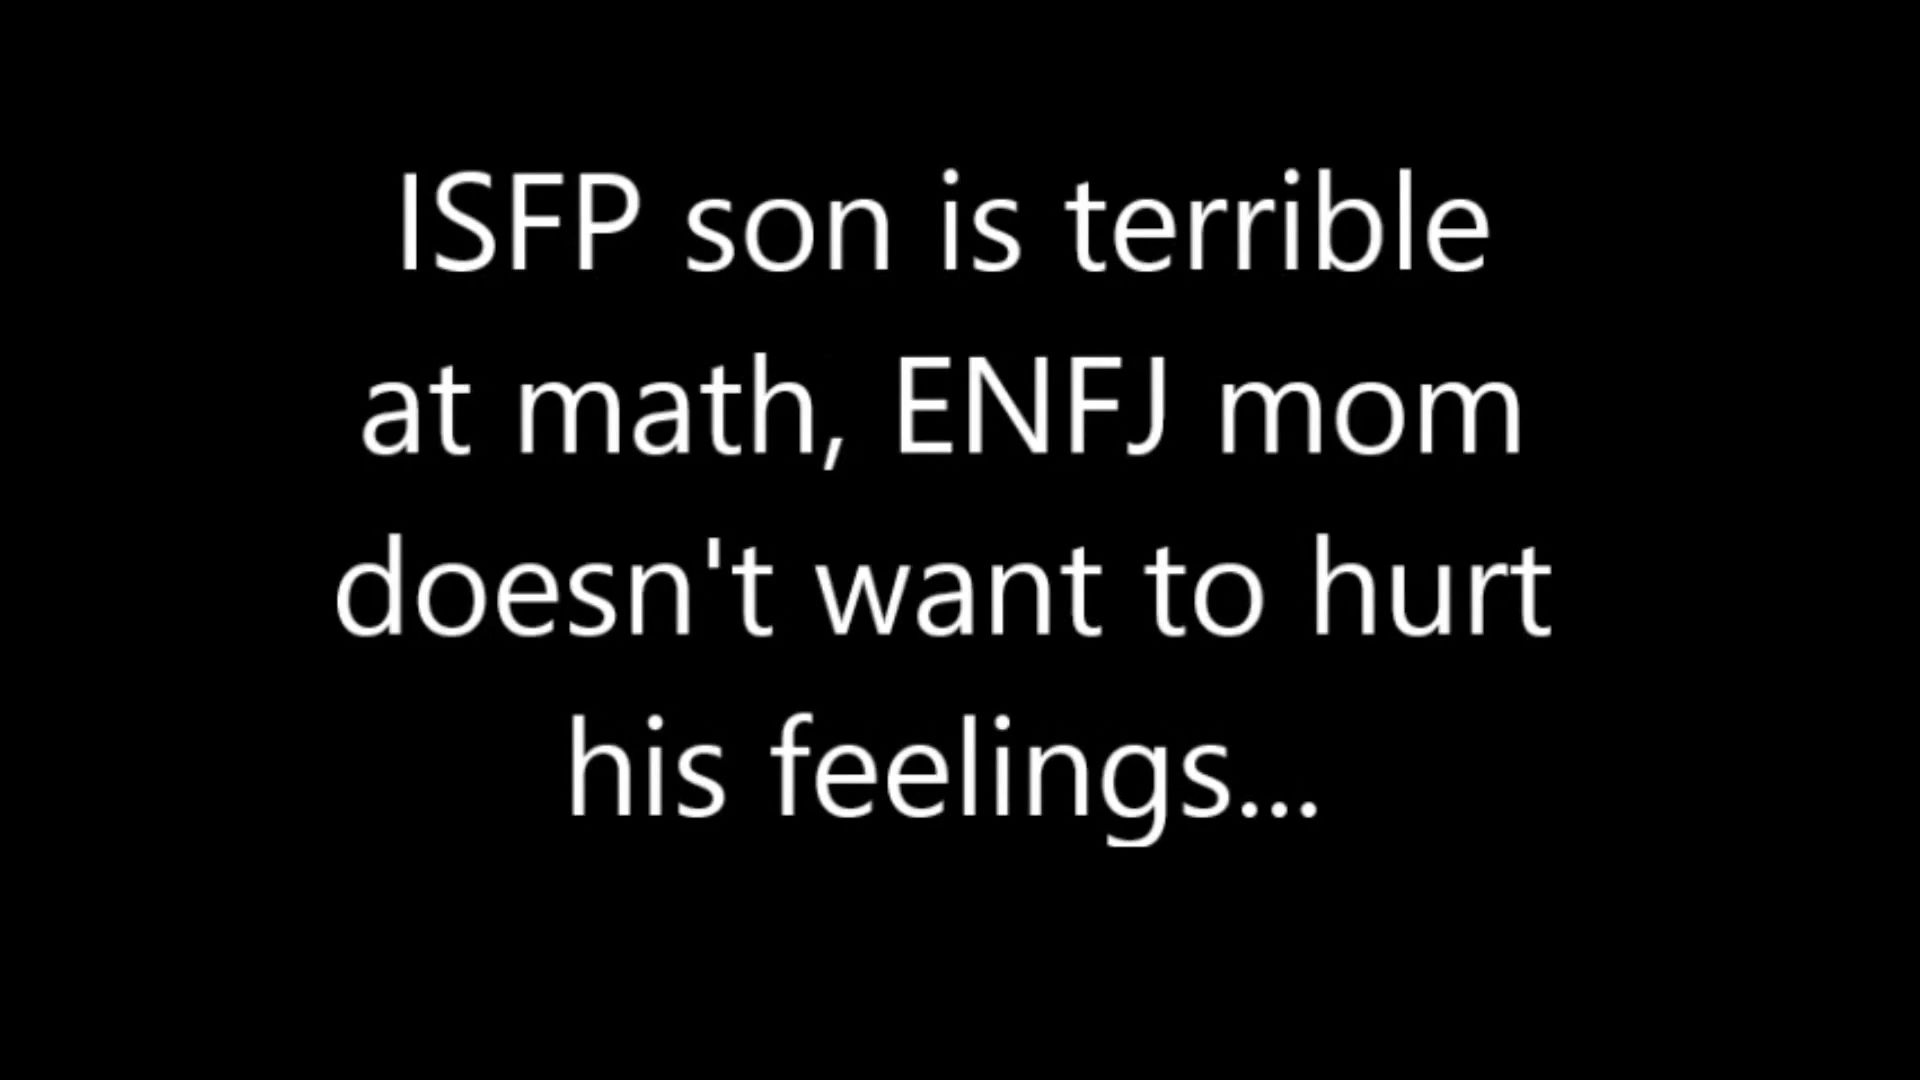 ISFP son is terrible
at math, ENFJ mom
doesn't want to hurt
his feelings...